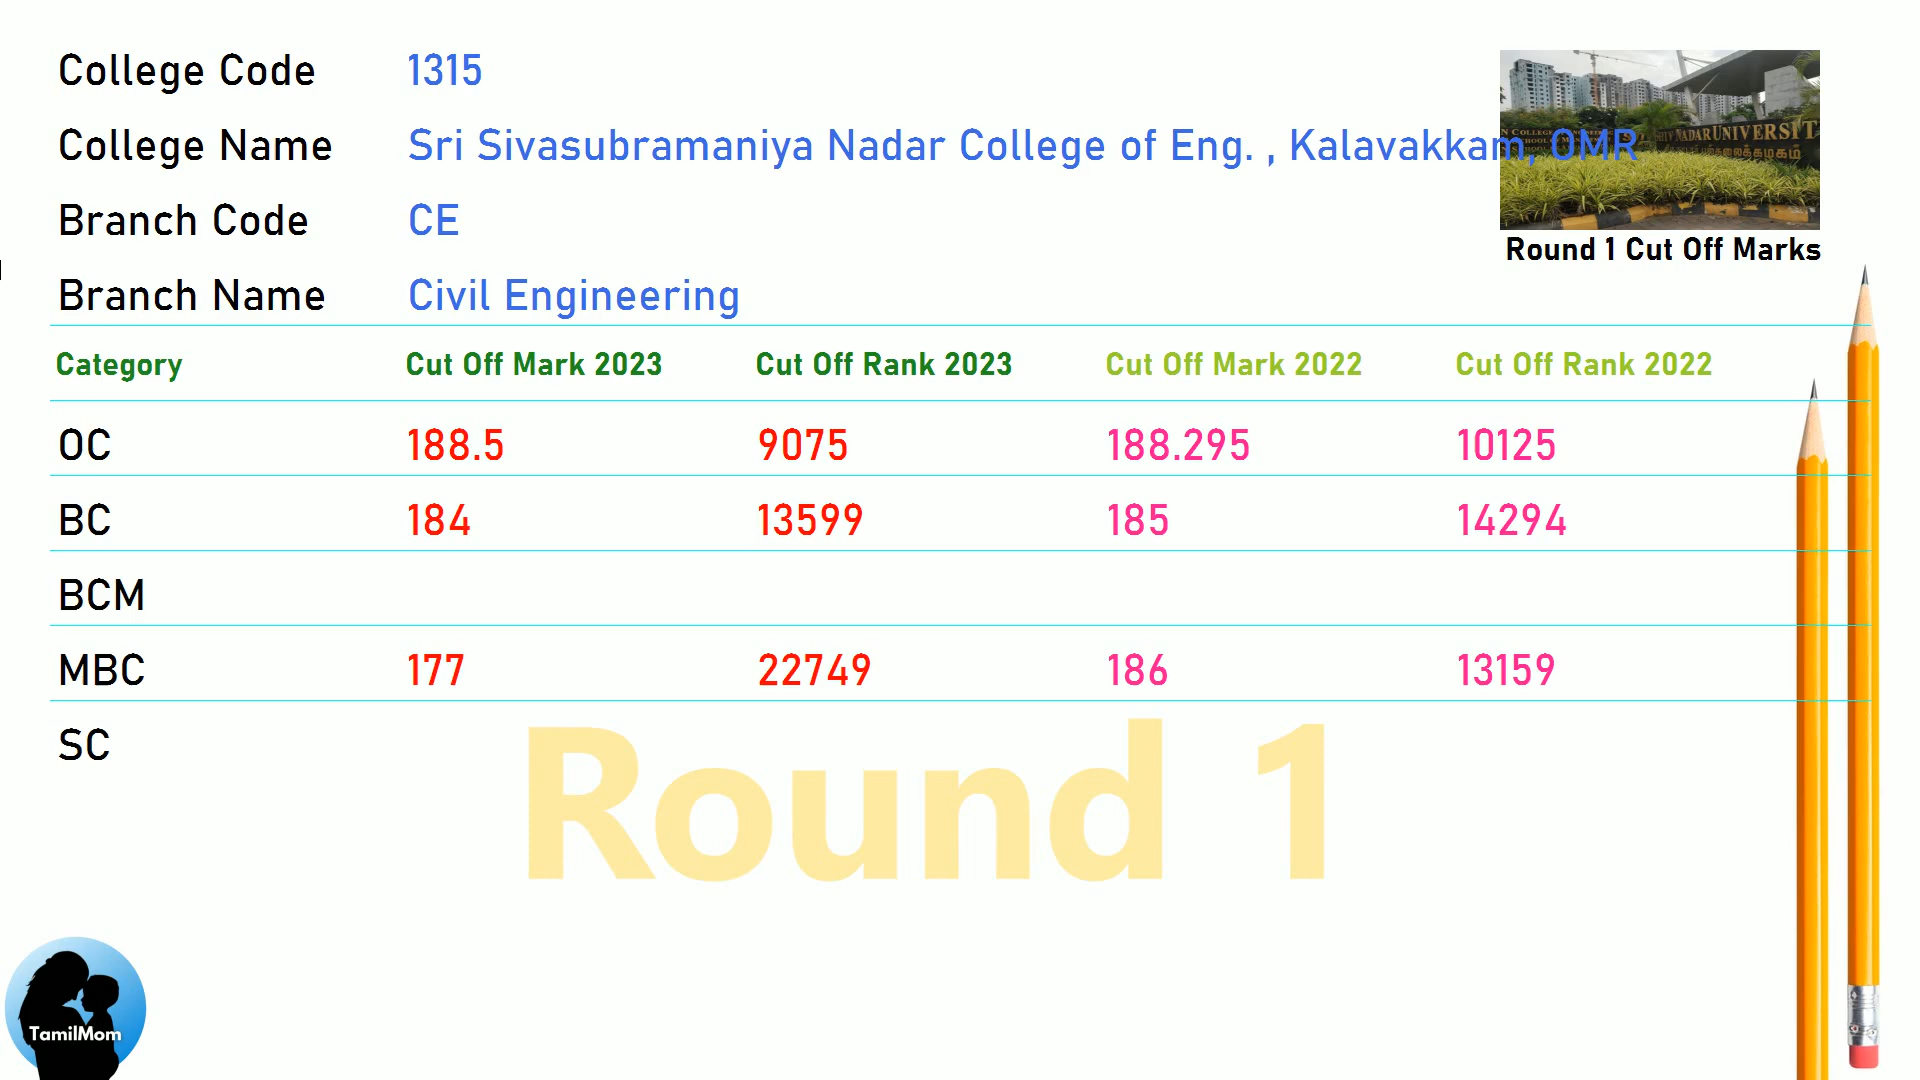 College Code 1315
College Name Sri Sivasubramaniya Nadar College of Eng. , Kalavakkam, OMR
NADAR UNIVERSIT
Branch Code CE
Round 1 Cut Off Marks
Branch Name Civil Engineering
Category Cut Off Mark 2023 Cut Off Rank 2023 Cut Off Mark 2022 Cut Off Rank 2022
OC 188.5 9075 188.295 10125
BC 184 13599 185 14294
BCM
MBC 177 22749 186 13159
SC
Round 1
TamilMom